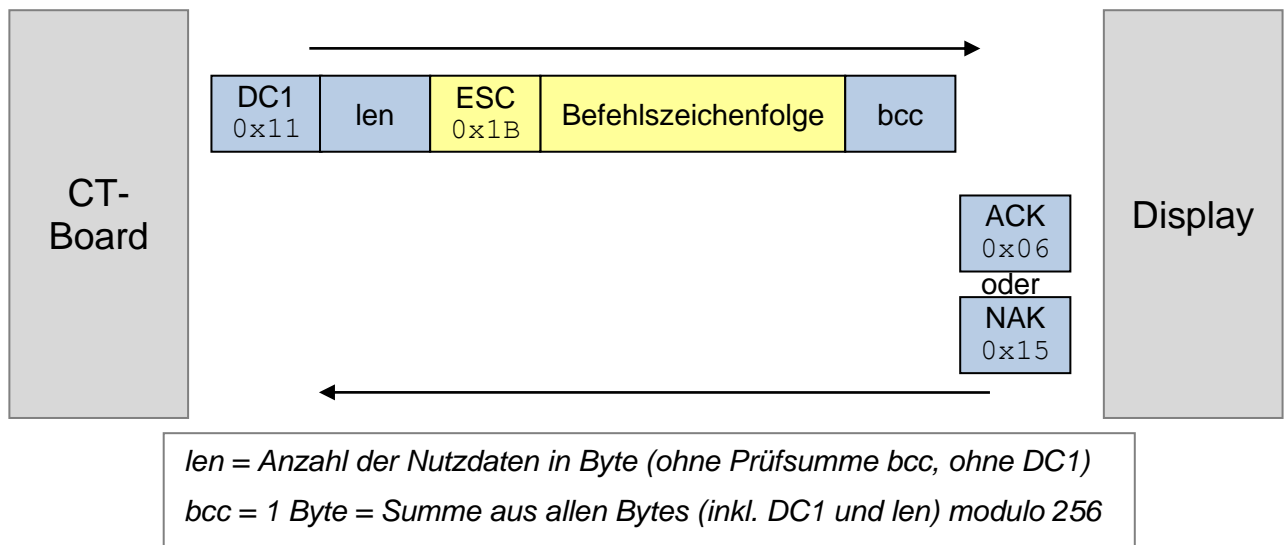 CT-
Board
DC1
0x11
len
ESC
0x1B
Befehlszeichenfolge
bcc
ACK
0x06
oder
NAK
0x15
Display
len = Anzahl der Nutzdaten in Byte (ohne Prüfsumme bcc, ohne DC1)
bcc = 1 Byte = Summe aus allen Bytes (inkl. DC1 und len) modulo 256